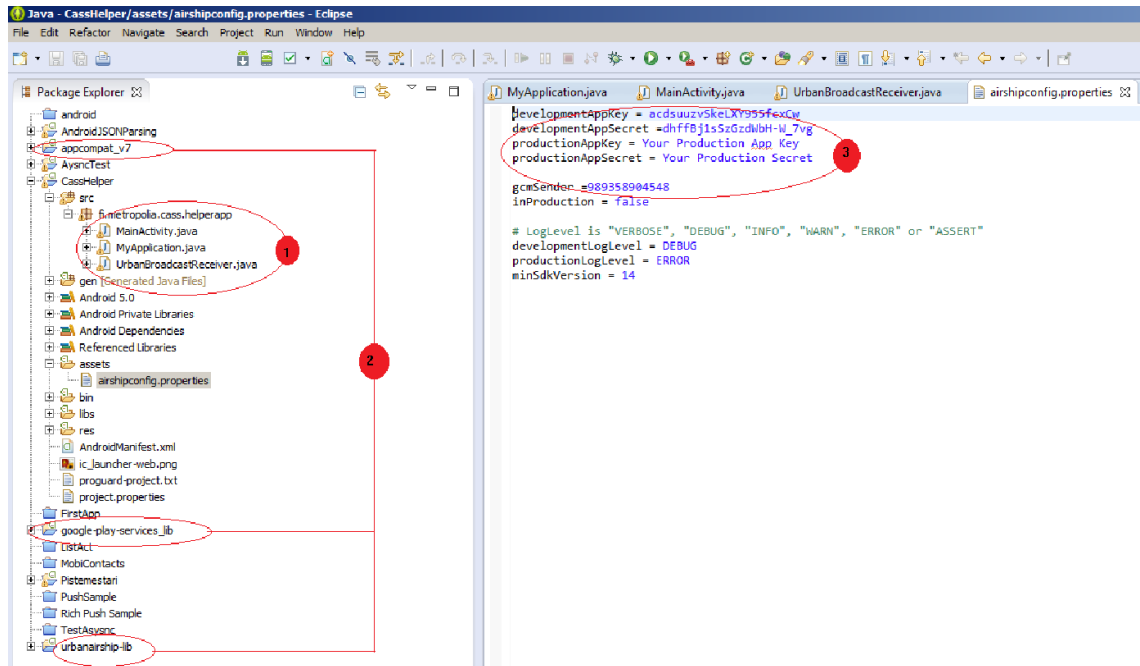 Java - CassHelper/assets/airshipconfig.properties - Eclipse
File Edit Refactor Navigate Search Project Run Window Help
Package Explorer
android
AndroidJSONParsing
appcompat_v7
AysncTest
CassHelper
src
fi.metropolia.cass.helperapp
MainActivity.java
MyApplication.java
UrbanBroadcastReceiver.java
1
gen [Generated Java Files]
Android 5.0
Android Private Libraries
Android Dependencies
Referenced Libraries
2
assets
airshipconfig.properties
bin
libs
res
AndroidManifest.xml
ic_launcher-web.png
proguard-project.txt
project.properties
FirstApp
google-play-services_lib
ListAct
MobiContacts
Pistemestari
PushSample
Rich Push Sample
TestAsysnc
urbanairship-lib
MyApplication.java MainActivity.java UrbanBroadcastReceiver.java airshipconfig.properties
developmentAppKey = acdsuuzvSkeLXY955fcxCw
developmentAppSecret =dhffBj1sSzGzdWbH-W_7vg
productionAppKey = Your Production App Key
productionAppSecret = Your Production Secret
3
gcmSender =989358904548
inProduction = false
# LogLevel is "VERBOSE", "DEBUG", "INFO", "WARN", "ERROR" or "ASSERT"
developmentLogLevel = DEBUG
productionLogLevel = ERROR
minSdkVersion = 14